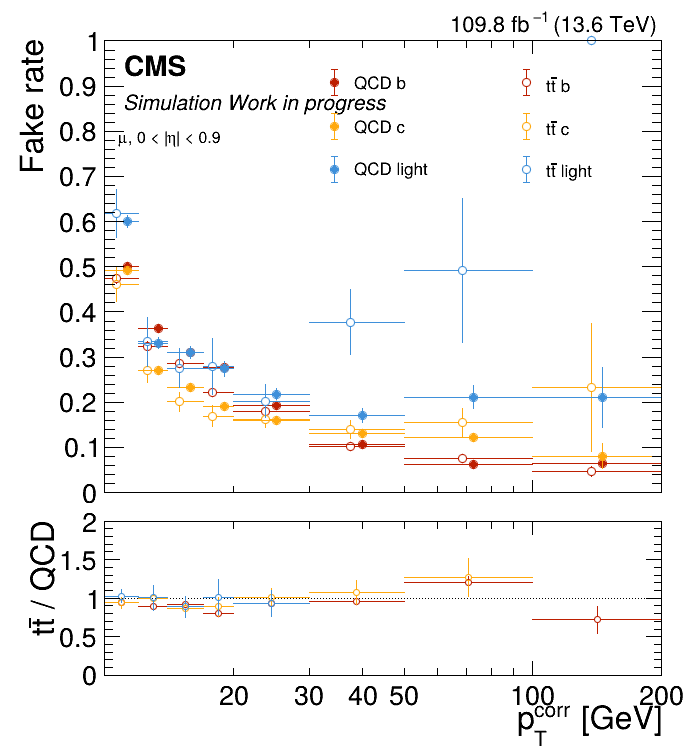 109.8 fb⁻¹ (13.6 TeV)
Fake rate
CMS
Simulation Work in progress
μ, 0 < |η| < 0.9
QCD b
tt̄ b
QCD c
tt̄ c
QCD light
tt̄ light
1
0.9
0.8
0.7
0.6
0.5
0.4
0.3
0.2
0.1
0
tt̄ / QCD
2
1.5
1
0.5
0
20 30 40 50 100 200
p_T^corr [GeV]